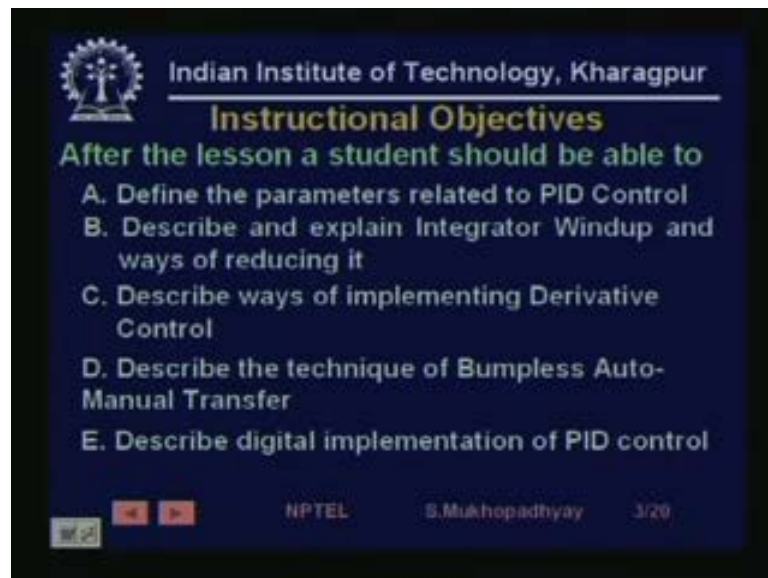 Indian Institute of Technology, Kharagpur
Instructional Objectives
After the lesson a student should be able to
A. Define the parameters related to PID Control
B. Describe and explain Integrator Windup and
ways of reducing it
C. Describe ways of implementing Derivative
Control
D. Describe the technique of Bumpless Auto-
Manual Transfer
E. Describe digital implementation of PID control
NPTEL S.Mukhopadhyay 3/20